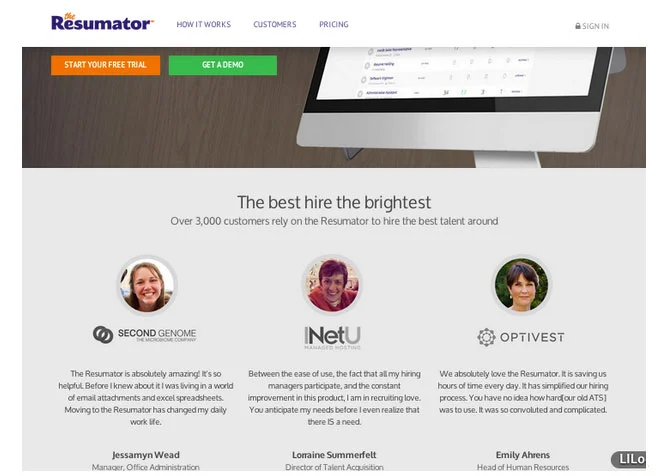 the
Resumator
HOW IT WORKS CUSTOMERS PRICING SIGN IN
START YOUR FREE TRIAL GET A DEMO
Software Engineer
Administrative Assistant
The best hire the brightest
Over 3,000 customers rely on the Resumator to hire the best talent around
SECOND GENOME
THE MICROBIOME COMPANY
INetU
MANAGED HOSTING
OPTIVEST
The Resumator is absolutely amazing! It's so
helpful. Before I knew about it I was living in a world
of email attachments and excel spreadsheets.
Moving to the Resumator has changed my daily
work life.
Between the ease of use, the fact that all my hiring
managers participate, and the constant
improvement in this product, I am in recruiting love.
You anticipate my needs before I even realize that
there IS a need.
We absolutely love the Resumator. It is saving us
hours of time every day. It has simplified our hiring
process. You have no idea how hard[our old ATS]
was to use. It was so convoluted and complicated.
Jessamyn Wead
Manager, Office Administration
Lorraine Summerfelt
Director of Talent Acquisition
Emily Ahrens
Head of Human Resources
LILo